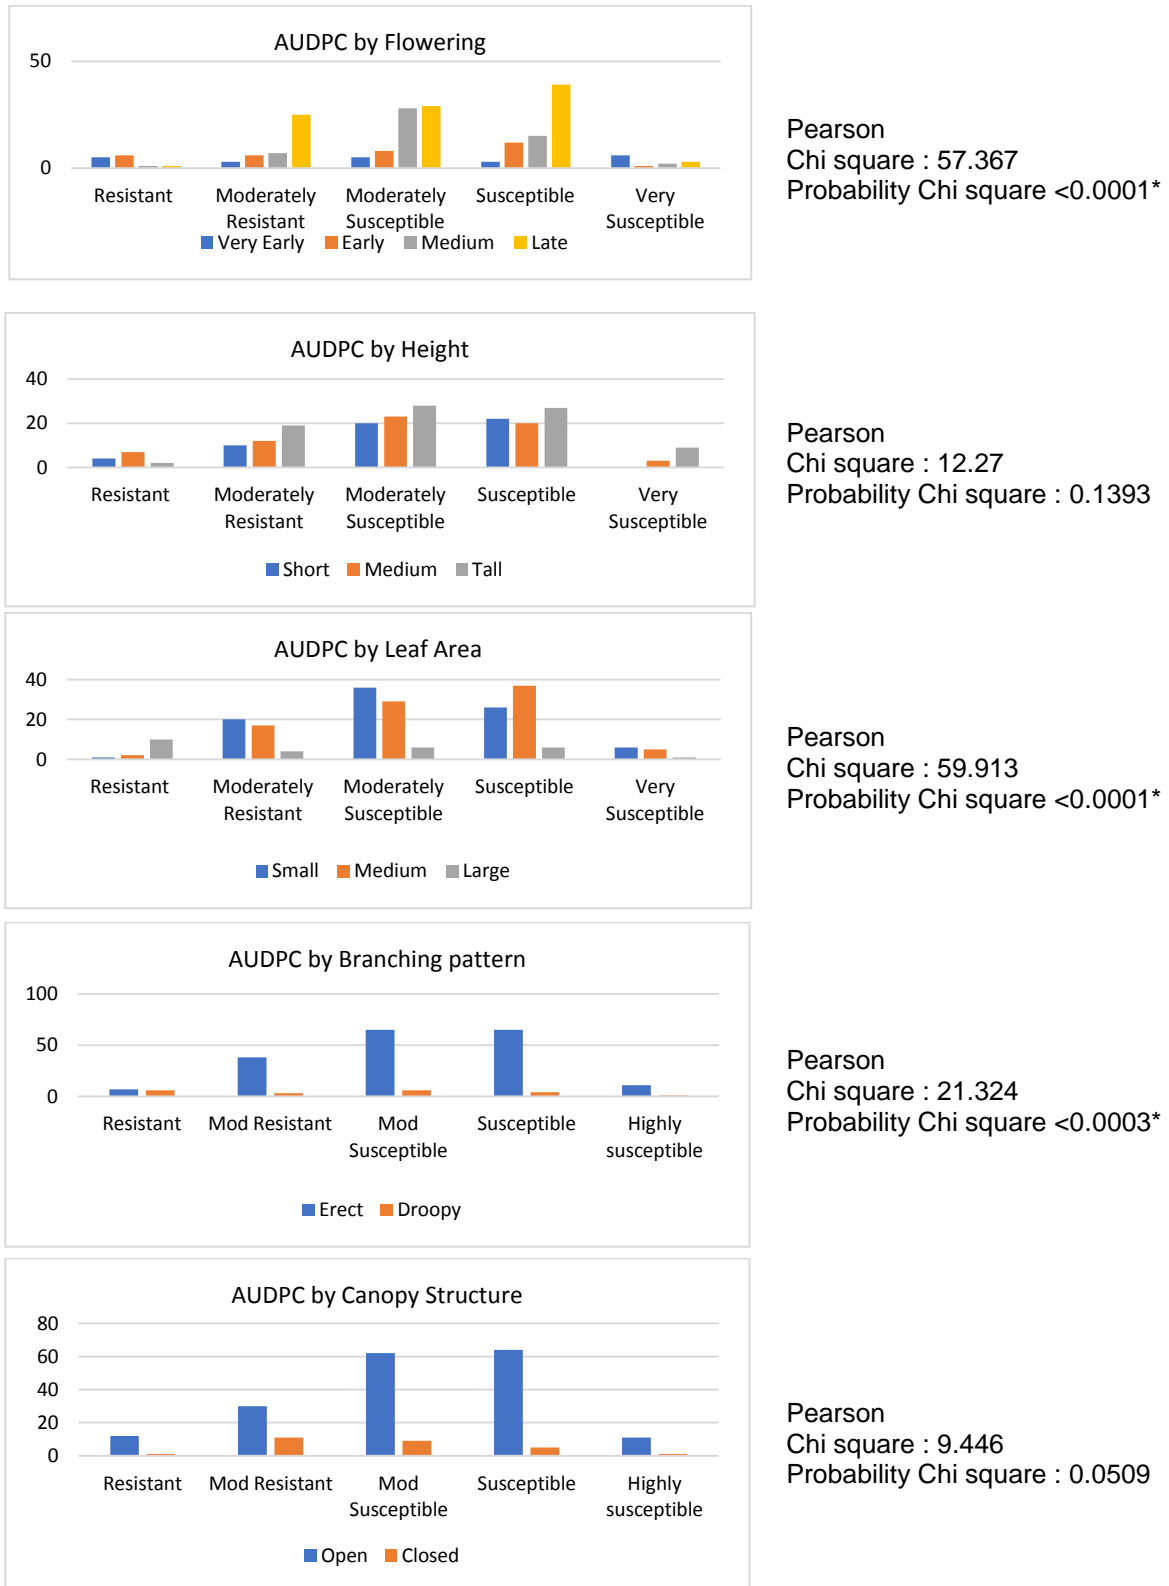 AUDPC by Flowering
50
0
Resistant
Moderately
Resistant
Moderately
Susceptible
Susceptible
Very
Susceptible
Very Early Early Medium Late
Pearson
Chi square : 57.367
Probability Chi square <0.0001*
AUDPC by Height
40
20
0
Resistant
Moderately
Resistant
Moderately
Susceptible
Susceptible
Very
Susceptible
Short Medium Tall
Pearson
Chi square : 12.27
Probability Chi square : 0.1393
AUDPC by Leaf Area
40
20
0
Resistant
Moderately
Resistant
Moderately
Susceptible
Susceptible
Very
Susceptible
Small Medium Large
Pearson
Chi square : 59.913
Probability Chi square <0.0001*
AUDPC by Branching pattern
100
50
0
Resistant
Mod Resistant
Mod
Susceptible
Susceptible
Highly
susceptible
Erect Droopy
Pearson
Chi square : 21.324
Probability Chi square <0.0003*
AUDPC by Canopy Structure
80
60
40
20
0
Resistant
Mod Resistant
Mod
Susceptible
Susceptible
Highly
susceptible
Open Closed
Pearson
Chi square : 9.446
Probability Chi square : 0.0509